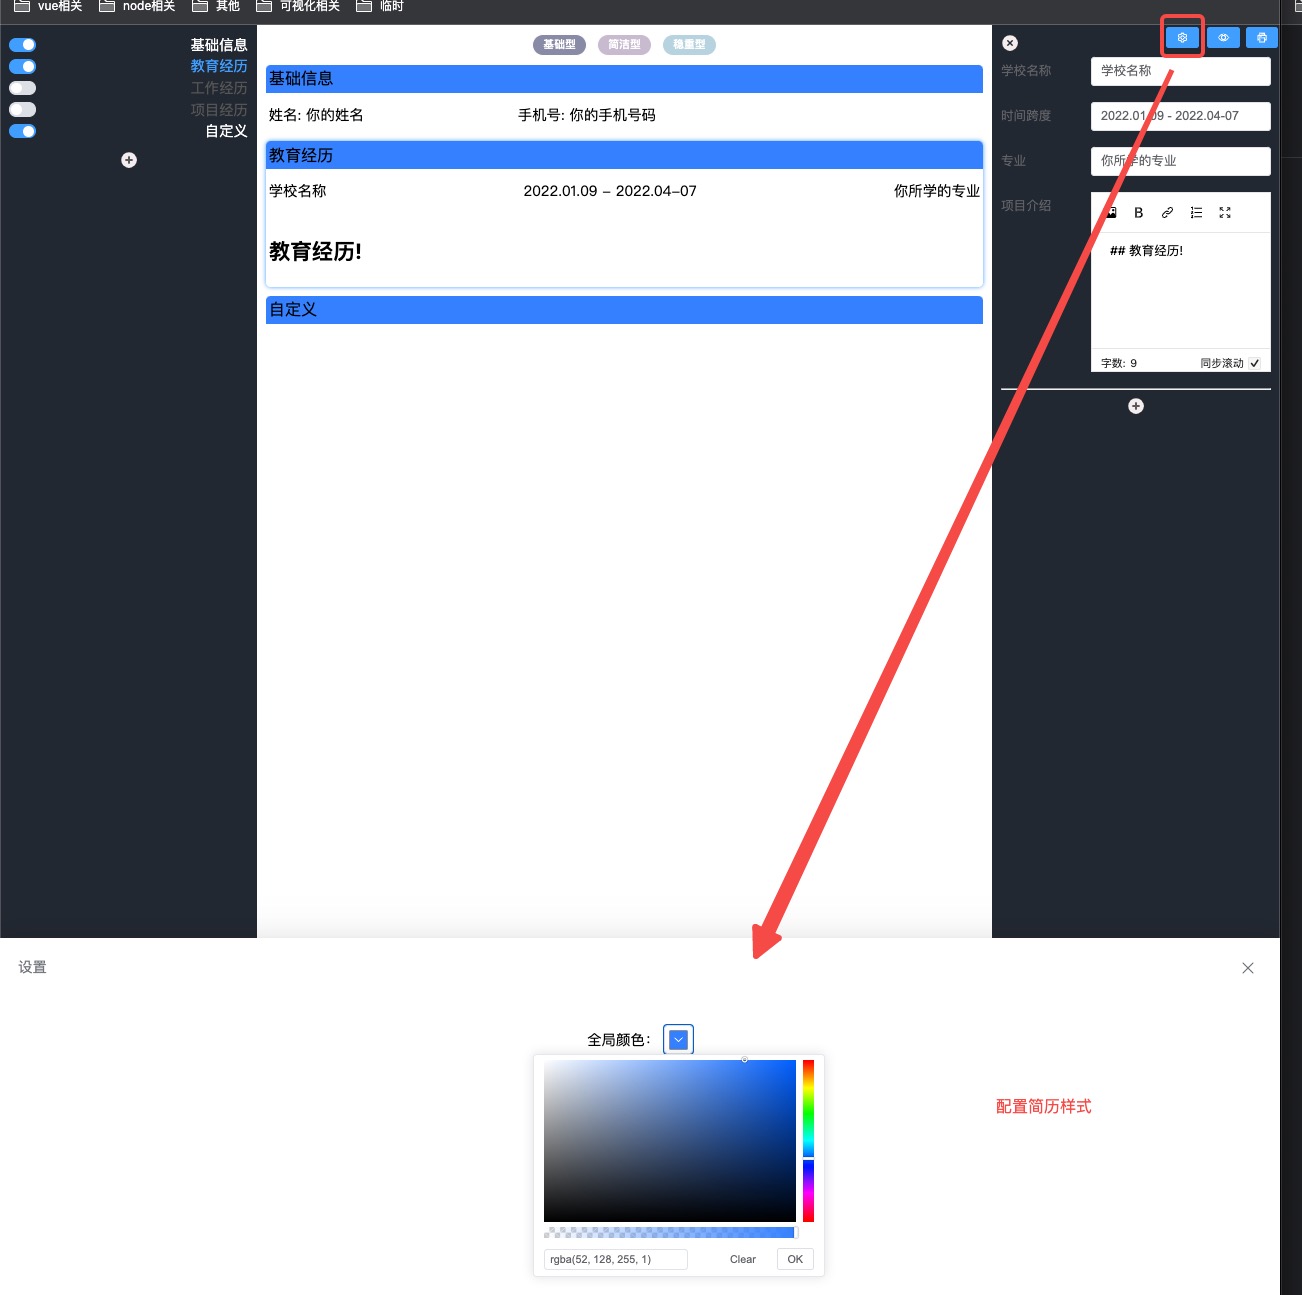 vue相关 node相关 其他 可视化相关 临时
基础信息
教育经历
工作经历
项目经历
自定义
基础型 简洁型 稳重型
基础信息
姓名: 你的姓名 手机号: 你的手机号码
教育经历
学校名称 2022.01.09 - 2022.04-07 你所学的专业
教育经历!
自定义
学校名称 学校名称
时间跨度 2022.01.09 - 2022.04-07
专业 你所学的专业
项目介绍
B
## 教育经历!
字数: 9 同步滚动
设置
全局颜色:
配置简历样式
rgba(52, 128, 255, 1) Clear OK